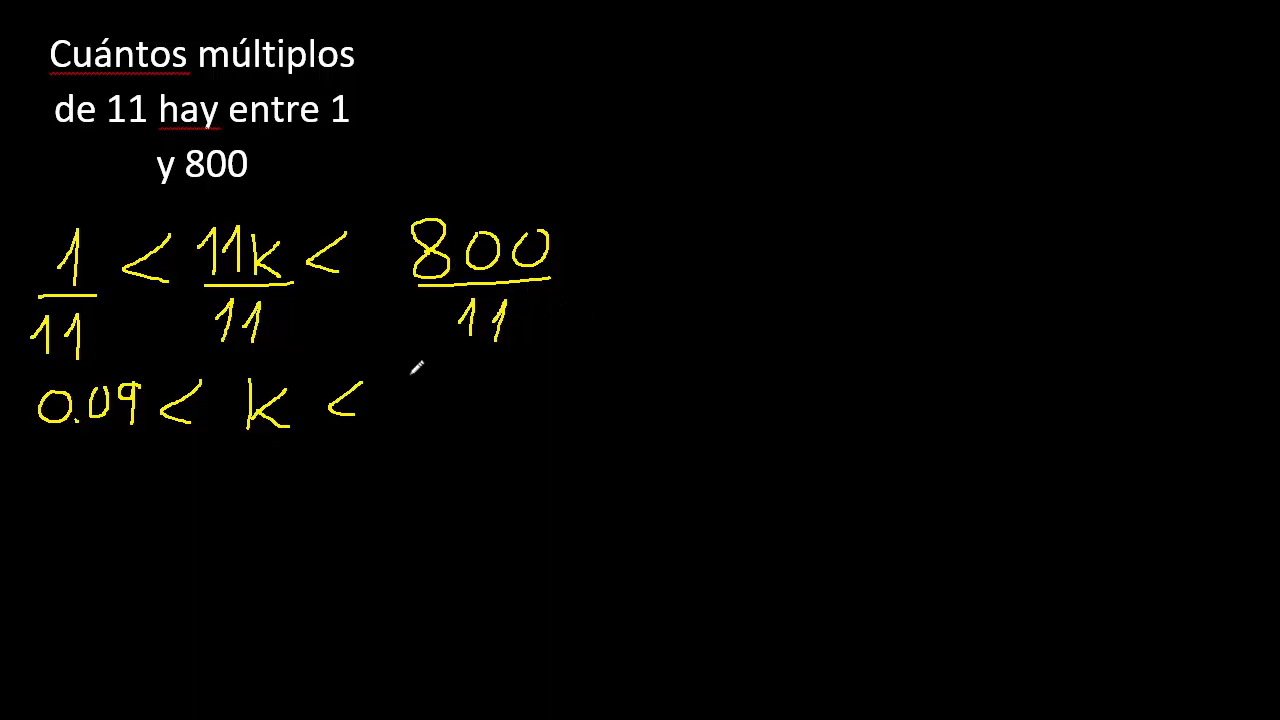 Cuántos múltiplos
de 11 hay entre 1
y 800
1 < 11k < 800
11 11 11
0.09 < k <